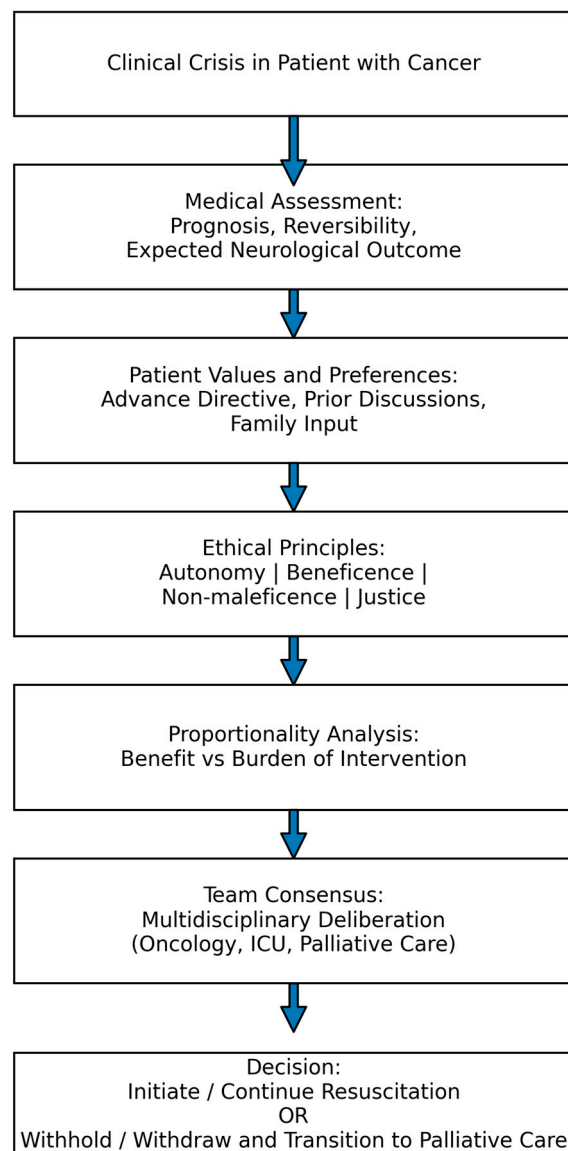 Clinical Crisis in Patient with Cancer
Medical Assessment:
Prognosis, Reversibility,
Expected Neurological Outcome
Patient Values and Preferences:
Advance Directive, Prior Discussions,
Family Input
Ethical Principles:
Autonomy | Beneficence |
Non-maleficence | Justice
Proportionality Analysis:
Benefit vs Burden of Intervention
Team Consensus:
Multidisciplinary Deliberation
(Oncology, ICU, Palliative Care)
Decision:
Initiate / Continue Resuscitation
OR
Withhold / Withdraw and Transition to Palliative Care